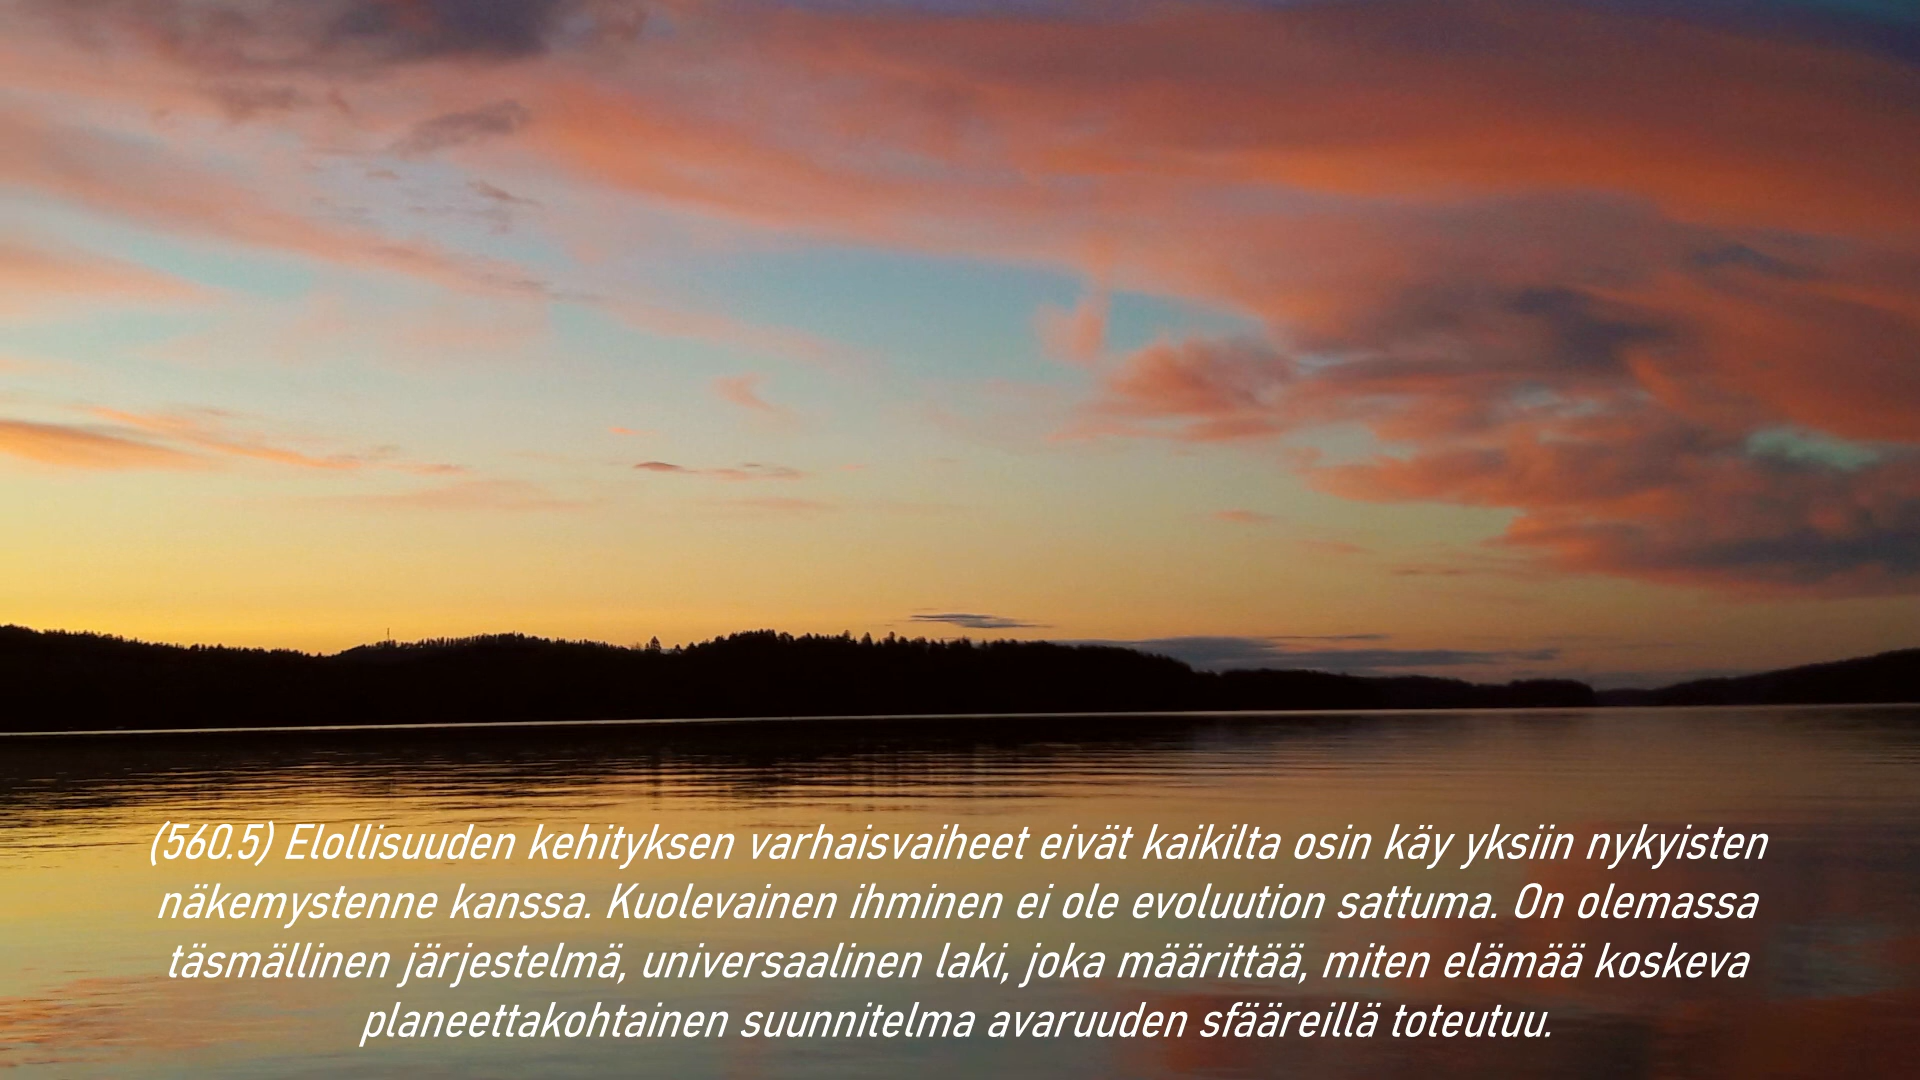 (560.5) Elollisuuden kehityksen varhaisvaiheet eivät kaikilta osin käy yksiin nykyisten
näkemystenne kanssa. Kuolevainen ihminen ei ole evoluution sattuma. On olemassa
täsmällinen järjestelmä, universaalinen laki, joka määrittää, miten elämää koskeva
planeettakohtainen suunnitelma avaruuden sfääreillä toteutuu.